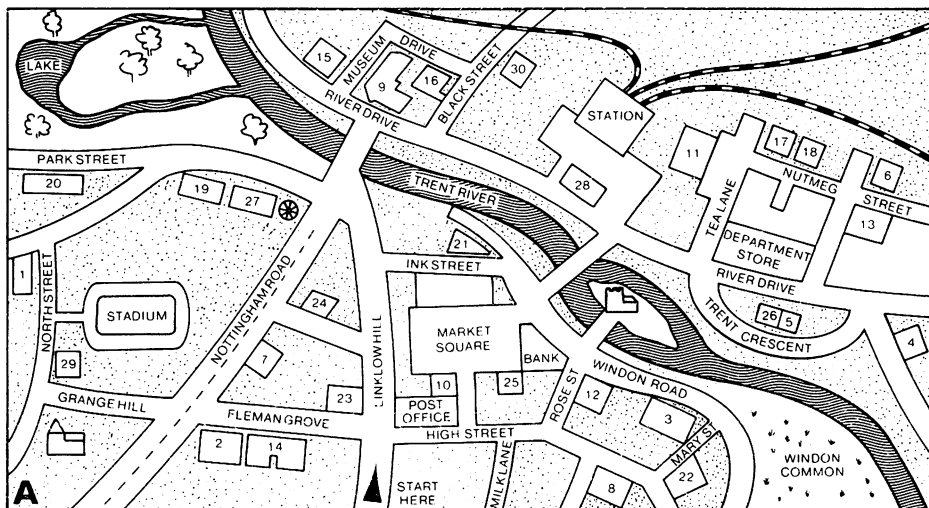 LAKE
PARK STREET
20
19
27
1
NORTH STREET
STADIUM
29
GRANGE HILL
NOTTINGHAM ROAD
15
MUSEUM
DRIVE
9
16
BLACK STREET
RIVER DRIVE
30
STATION
28
11
17
18
NUTMEG
STREET
6
13
TEA LANE
DEPARTMENT
STORE
RIVER DRIVE
26
5
TRENT
CRESCENT
4
TRENT RIVER
21
INK STREET
24
7
23
LINKLOW HILL
MARKET
SQUARE
BANK
10
25
POST
OFFICE
FLEMAN GROVE
2
14
HIGH STREET
ROSE ST
WINDON ROAD
12
3
MARY S.
22
8
MILK LANE
WINDON
COMMON
START
HERE
A